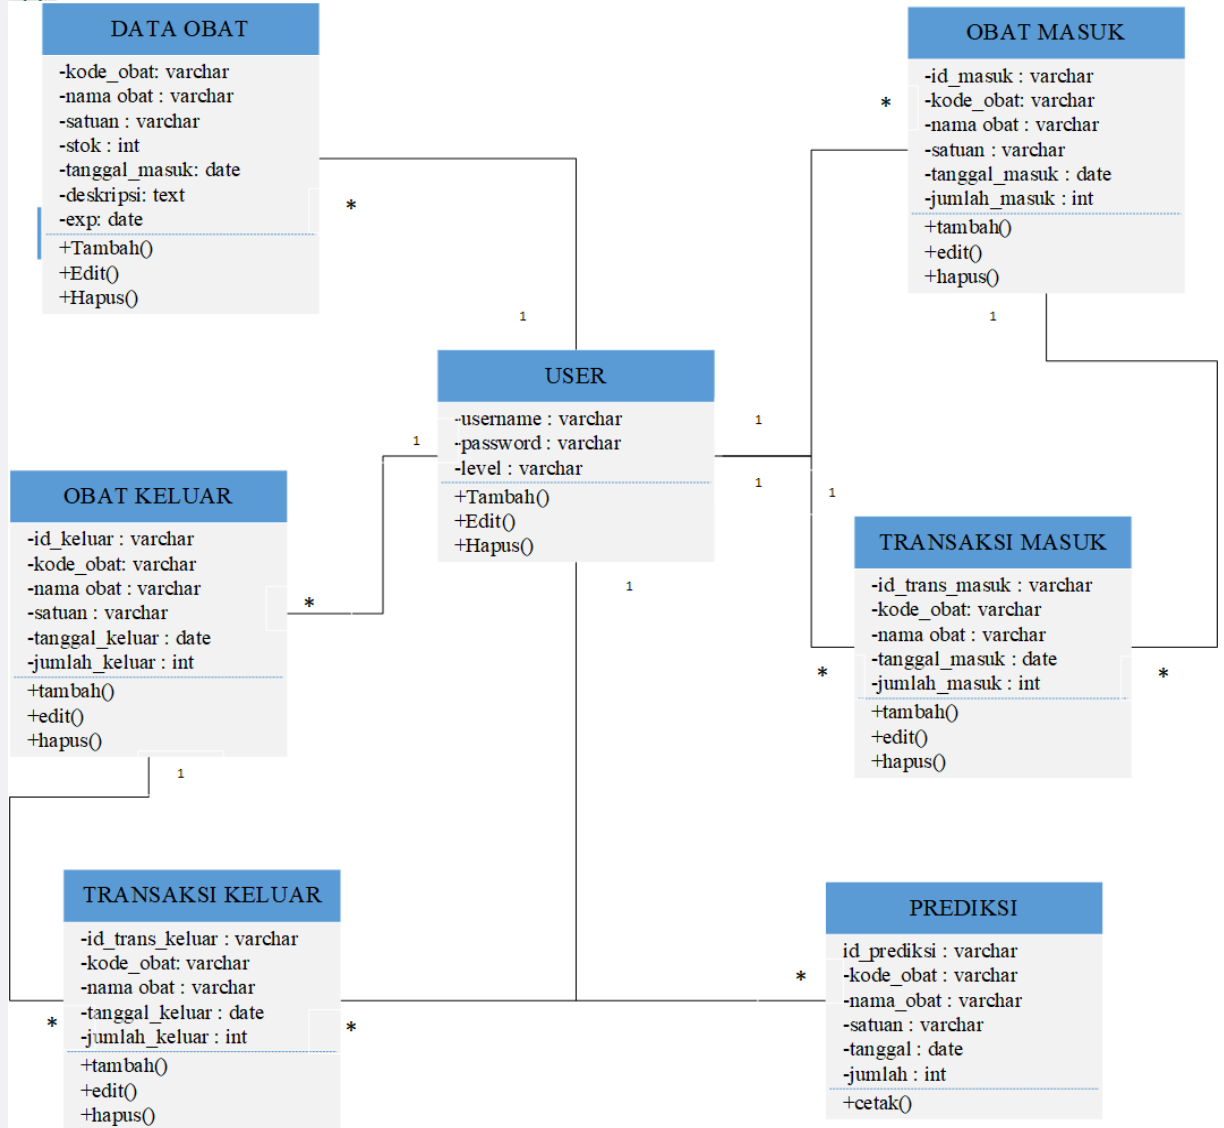 DATA OBAT
-kode_obat: varchar
-nama obat : varchar
-satuan : varchar
-stok : int
-tanggal_masuk: date
-deskripsi: text
-exp: date
+Tambah()
+Edit()
+Hapus()
*
1
OBAT MASUK
-id_masuk : varchar
-kode_obat: varchar
-nama obat : varchar
-satuan : varchar
-tanggal_masuk : date
-jumlah_masuk : int
+tambah()
+edit()
+hapus()
*
1
USER
-username : varchar
-password : varchar
-level : varchar
+Tambah()
+Edit()
+Hapus()
1
1
1
1
1
OBAT KELUAR
-id_keluar : varchar
-kode_obat: varchar
-nama obat : varchar
-satuan : varchar
-tanggal_keluar : date
-jumlah_keluar : int
+tambah()
+edit()
+hapus()
*
1
TRANSAKSI MASUK
-id_trans_masuk : varchar
-kode_obat: varchar
-nama obat : varchar
-tanggal_masuk : date
-jumlah_masuk : int
+tambah()
+edit()
+hapus()
*
*
TRANSAKSI KELUAR
-id_trans_keluar : varchar
-kode_obat: varchar
-nama obat : varchar
-tanggal_keluar : date
-jumlah_keluar : int
+tambah()
+edit()
+hapus()
*
*
PREDIKSI
id_prediksi : varchar
-kode_obat : varchar
-nama_obat : varchar
-satuan : varchar
-tanggal : date
-jumlah : int
+cetak()
*